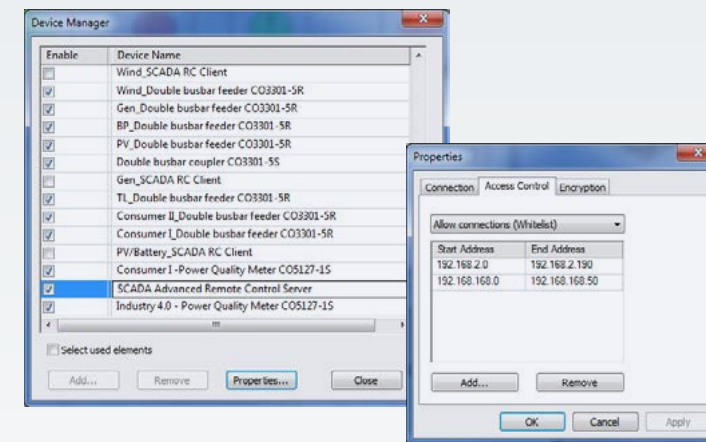 Device Manager
Enable Device Name
Wind_SCADA RC Client
Wind_Double busbar feeder CO3301-5R
Gen_Double busbar feeder CO3301-5R
BP_Double busbar feeder CO3301-5R
PV_Double busbar feeder CO3301-5R
Double busbar coupler CO3301-5S
Gen_SCADA RC Client
TL_Double busbar feeder CO3301-5R
Consumer II_Double busbar feeder CO3301-5R
Consumer I_Double busbar feeder CO3301-5R
PV/Battery_SCADA RC Client
Consumer I -Power Quality Meter CO5127-1S
SCADA Advanced Remote Control Server
Industry 4.0 - Power Quality Meter CO5127-1S
Select used elements
Add... Remove Properties... Close
Properties
Connection Access Control Encryption
Allow connections (Whitelist)
Start Address End Address
192.168.2.0 192.168.2.190
192.168.168.0 192.168.168.50
Add... Remove
OK Cancel Apply